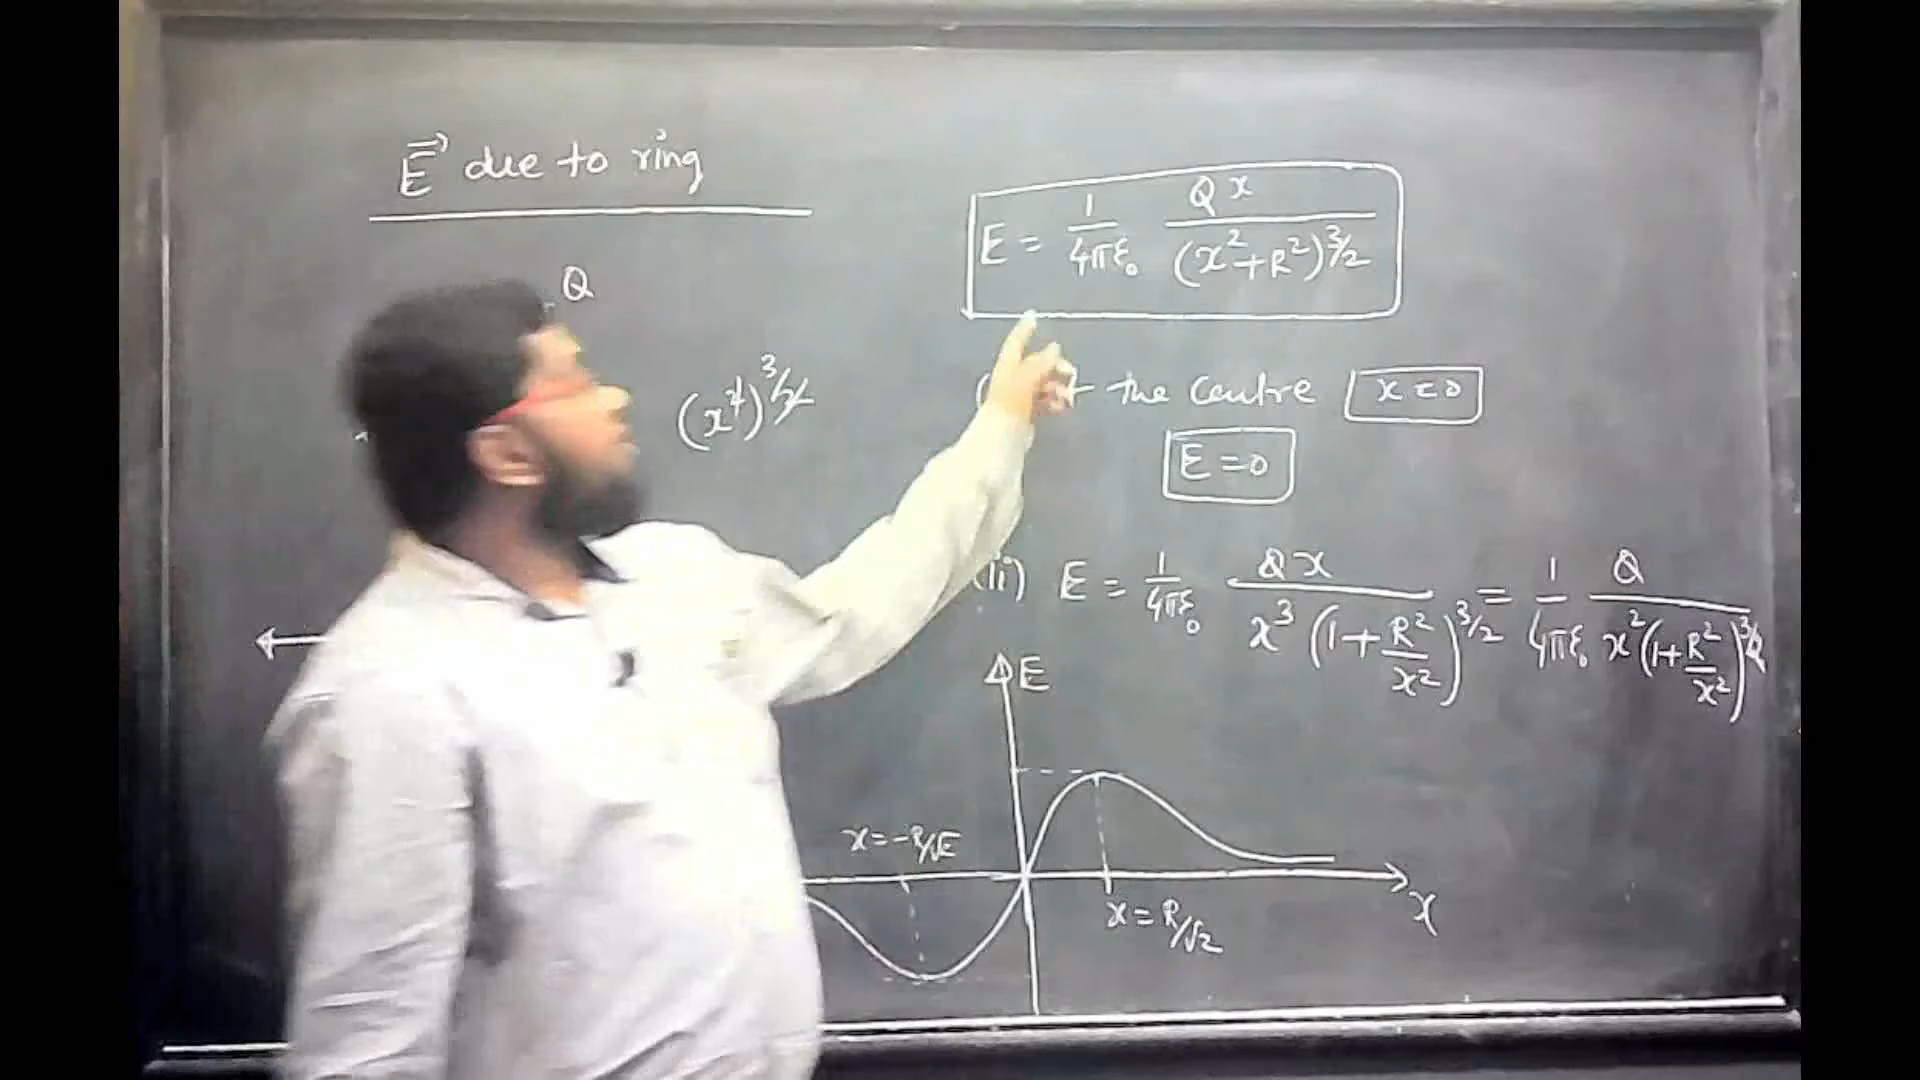 E⃗ due to ring
Q
(x²)^3/2
E = 1/4πε₀ Qx/(x²+R²)^3/2
the centre x=0
E=0
(ii) E = 1/4πε₀ Qx/x³(1+R²/x²)^3/2 = 1/4πε₀ Q/x²(1+R²/x²)^3/2
E
x=-R/√2
x=R/√2
x